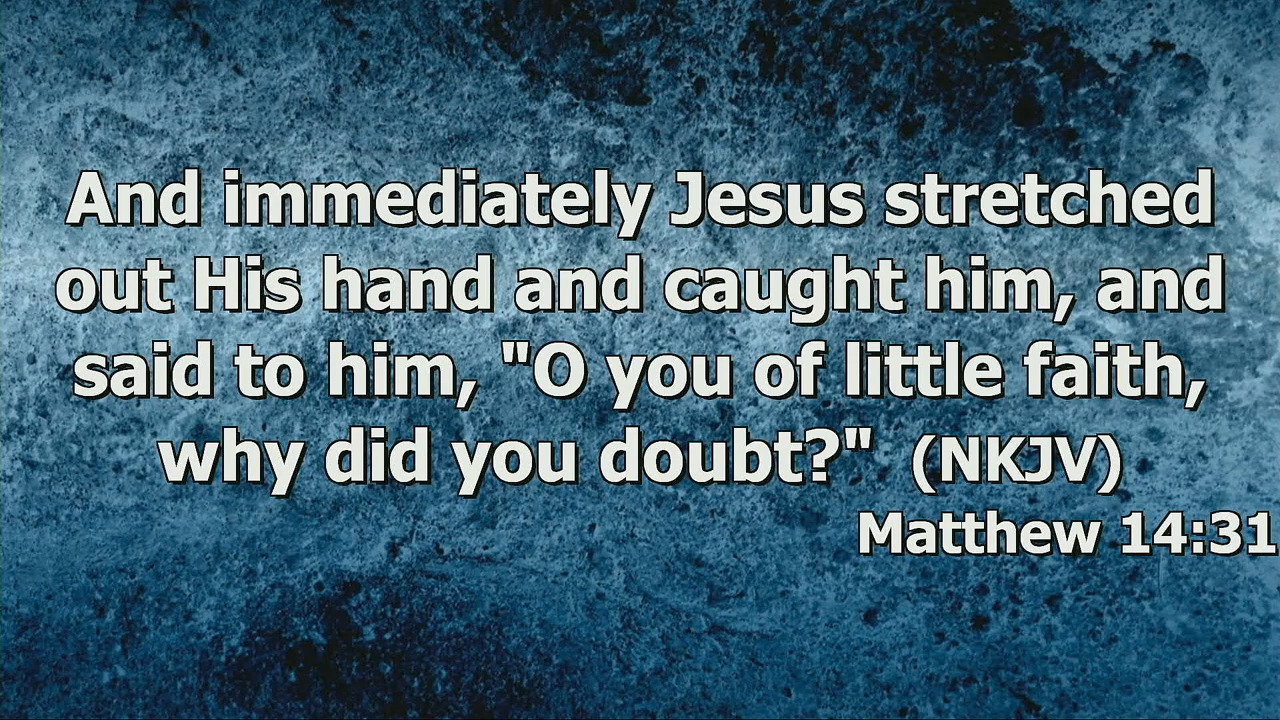 And immediately Jesus stretched
out His hand and caught him, and
said to him, "O you of little faith,
why did you doubt?" (NKJV)
Matthew 14:31